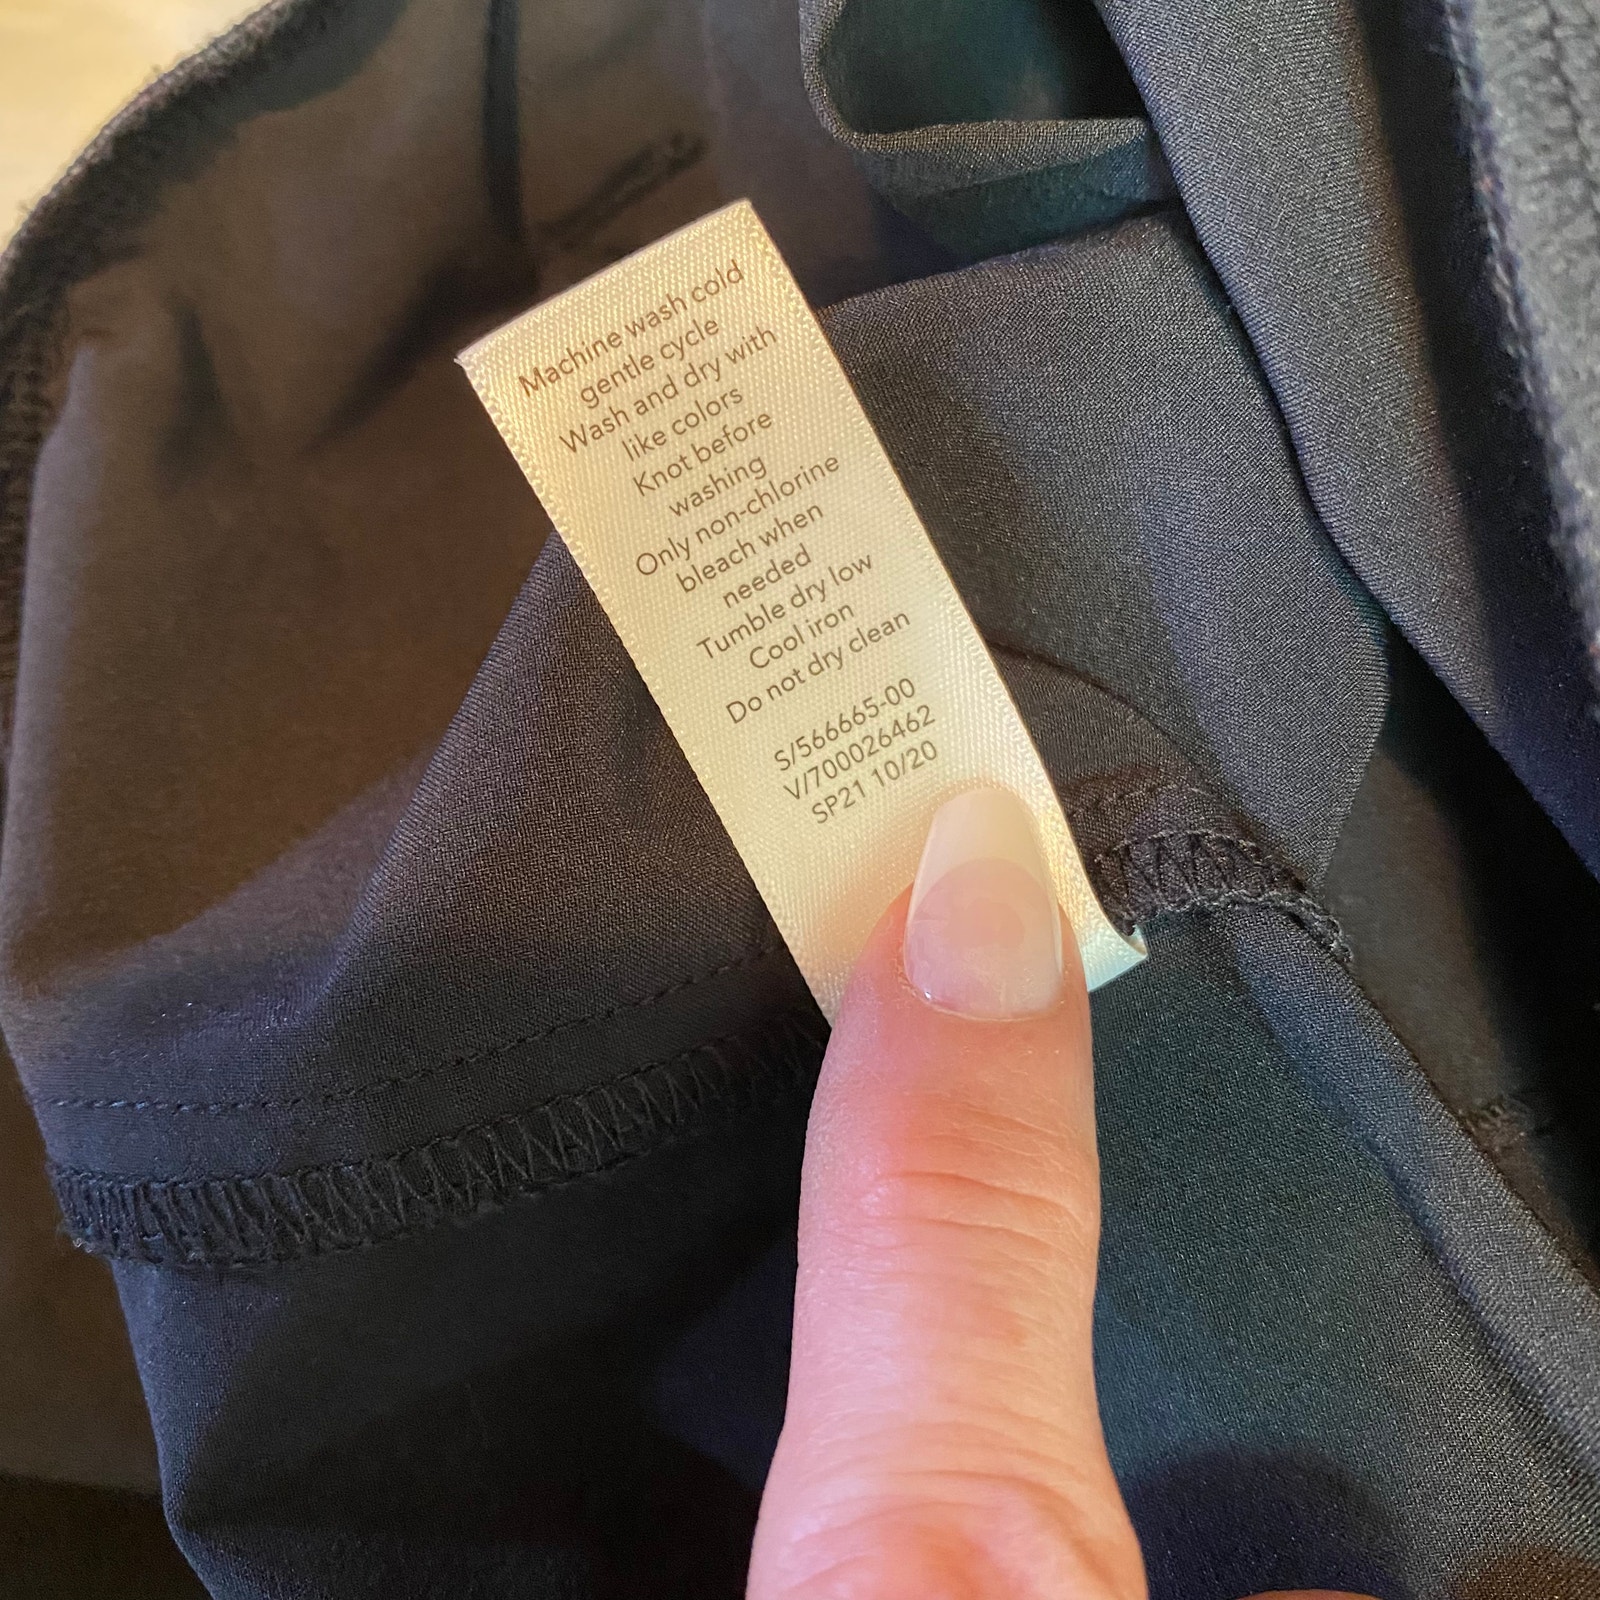 Machine wash cold
gentle cycle
Wash and dry with
like colors
Knot before
washing
Only non-chlorine
bleach when
needed
Tumble dry low
Cool iron
Do not dry clean
S/566665-00
V/700026462
SP21 10/20